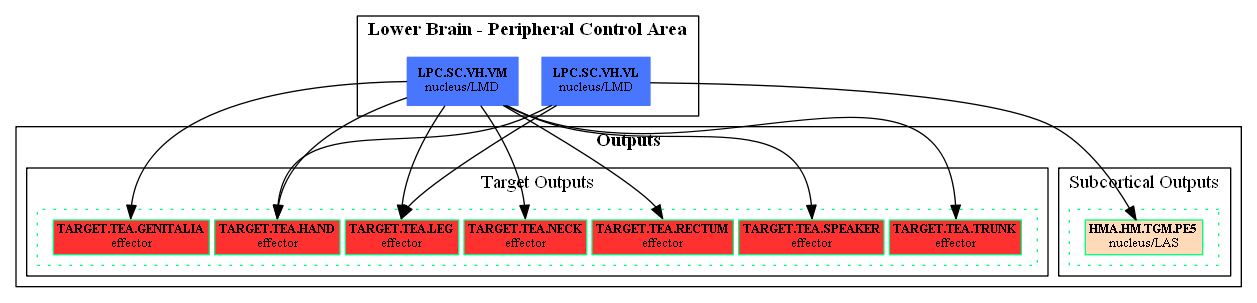 Lower Brain - Peripheral Control Area
LPC.SC.VH.VM
nucleus/LMD
LPC.SC.VH.VL
nucleus/LMD
Outputs
Target Outputs
TARGET.TEA.GENITALIA
effector
TARGET.TEA.HAND
effector
TARGET.TEA.LEG
effector
TARGET.TEA.NECK
effector
TARGET.TEA.RECTUM
effector
TARGET.TEA.SPEAKER
effector
TARGET.TEA.TRUNK
effector
Subcortical Outputs
HMA.HM.TGM.PE5
nucleus/LAS